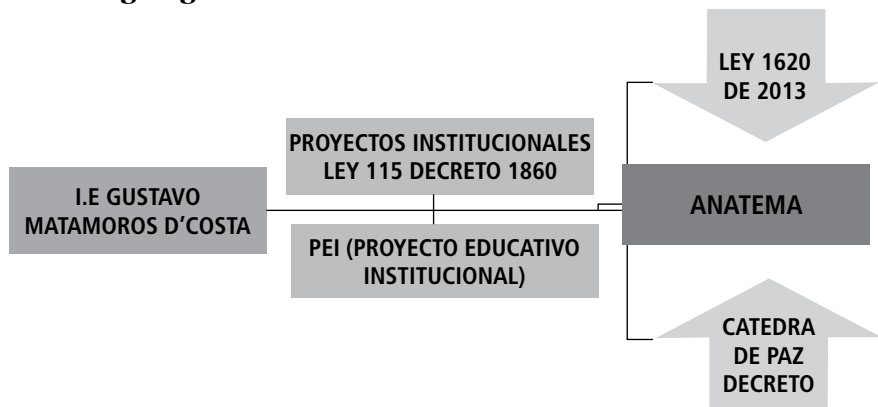 LEY 1620
DE 2013
PROYECTOS INSTITUCIONALES
LEY 115 DECRETO 1860
I.E GUSTAVO
MATAMOROS D'COSTA
ANATEMA
PEI (PROYECTO EDUCATIVO
INSTITUCIONAL)
CATEDRA
DE PAZ
DECRETO